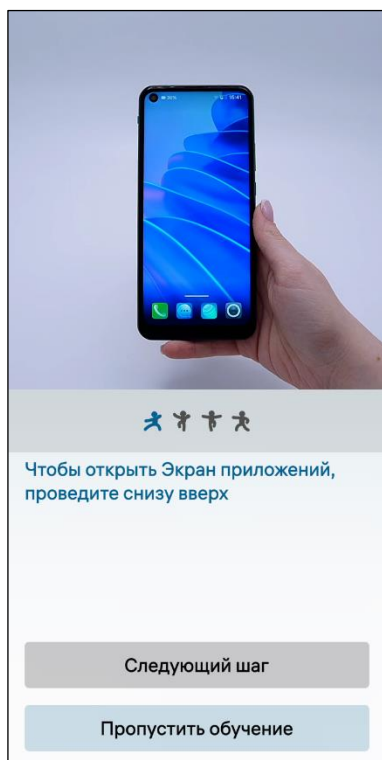 Чтобы открыть Экран приложений,
проведите снизу вверх
Следующий шаг
Пропустить обучение